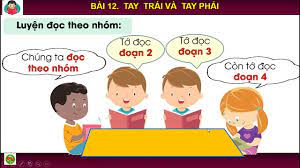 BÀI 12. TAY TRÁI VÀ TAY PHẢI
Luyện đọc theo nhóm:
Chúng ta đọc
theo nhóm
Tớ đọc
đoạn 2
Tớ đọc
đoạn 3
Còn tớ đọc
đoạn 4